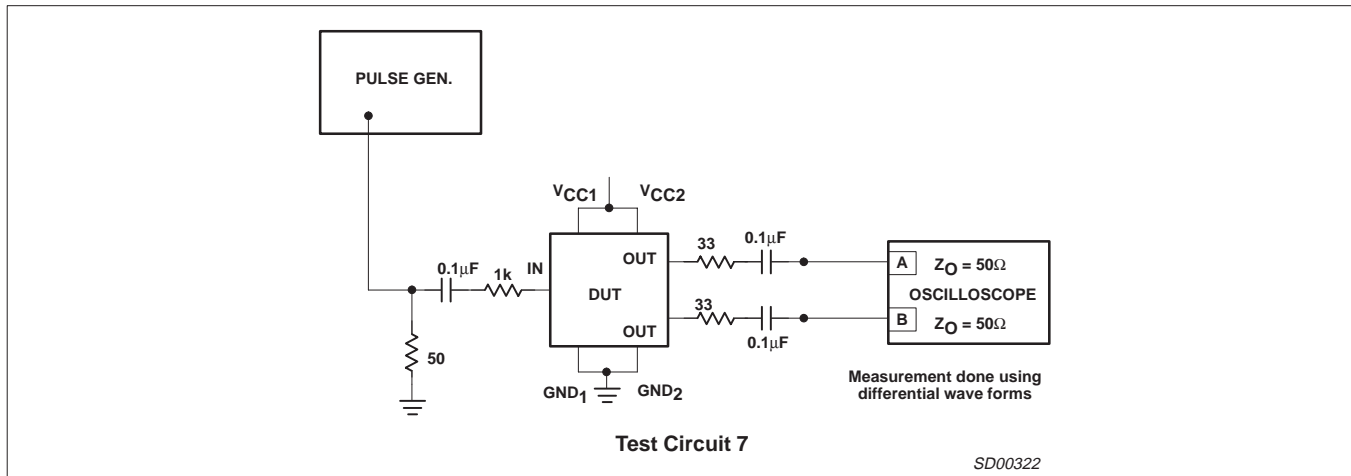 PULSE GEN.
VCC1
VCC2
0.1μF
1k
IN
OUT
DUT
OUT
33
0.1μF
33
0.1μF
A
ZO = 50Ω
OSCILLOSCOPE
B
ZO = 50Ω
50
GND1
GND2
Measurement done using
differential wave forms
Test Circuit 7
SD00322